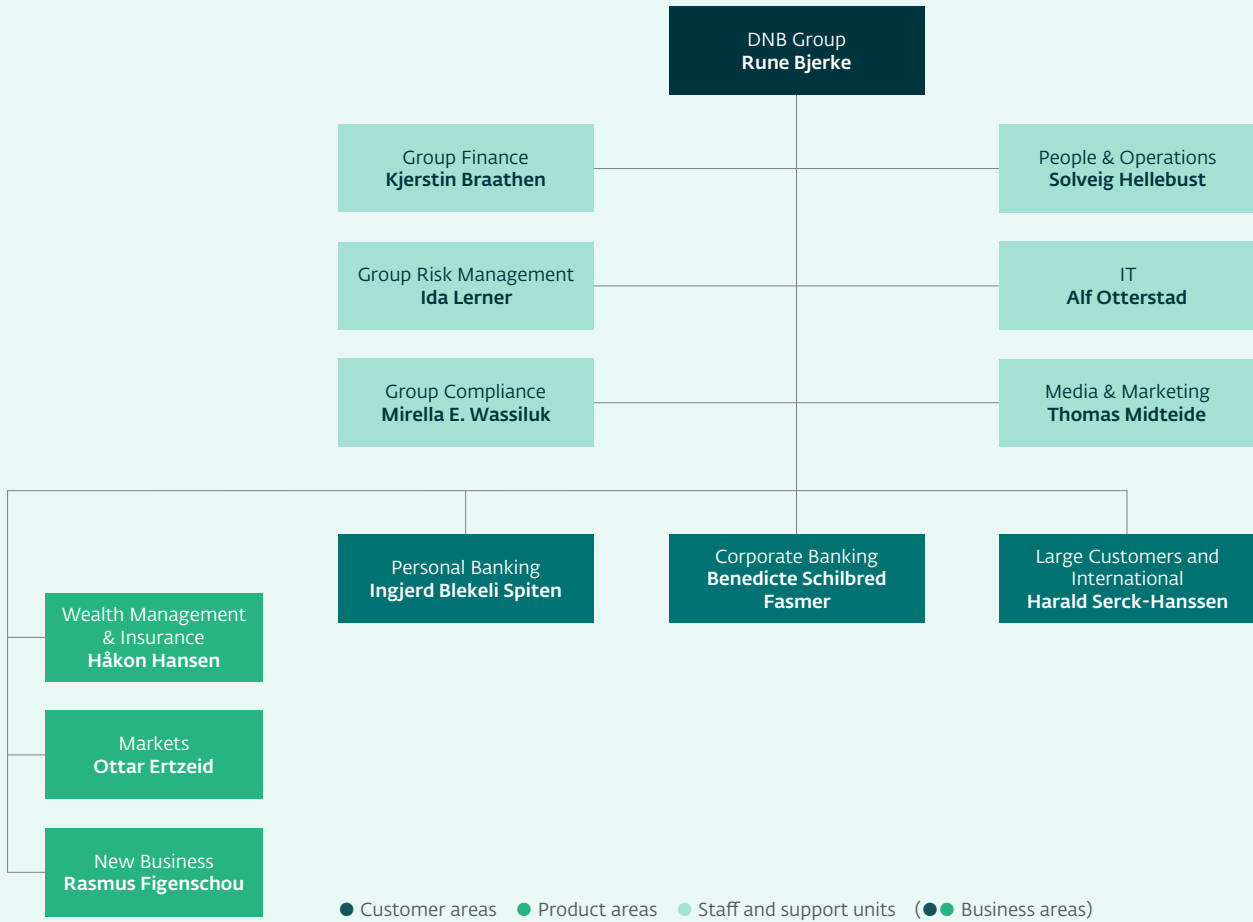 DNB Group
Rune Bjerke
Group Finance
Kjerstin Braathen
People & Operations
Solveig Hellebust
Group Risk Management
Ida Lerner
IT
Alf Otterstad
Group Compliance
Mirella E. Wassiluk
Media & Marketing
Thomas Midteide
Personal Banking
Ingjerd Blekeli Spiten
Corporate Banking
Benedicte Schilbred
Fasmer
Large Customers and
International
Harald Serck-Hanssen
Wealth Management
& Insurance
Håkon Hansen
Markets
Ottar Ertzeid
New Business
Rasmus Figenschou
Customer areas Product areas Staff and support units ( Business areas)